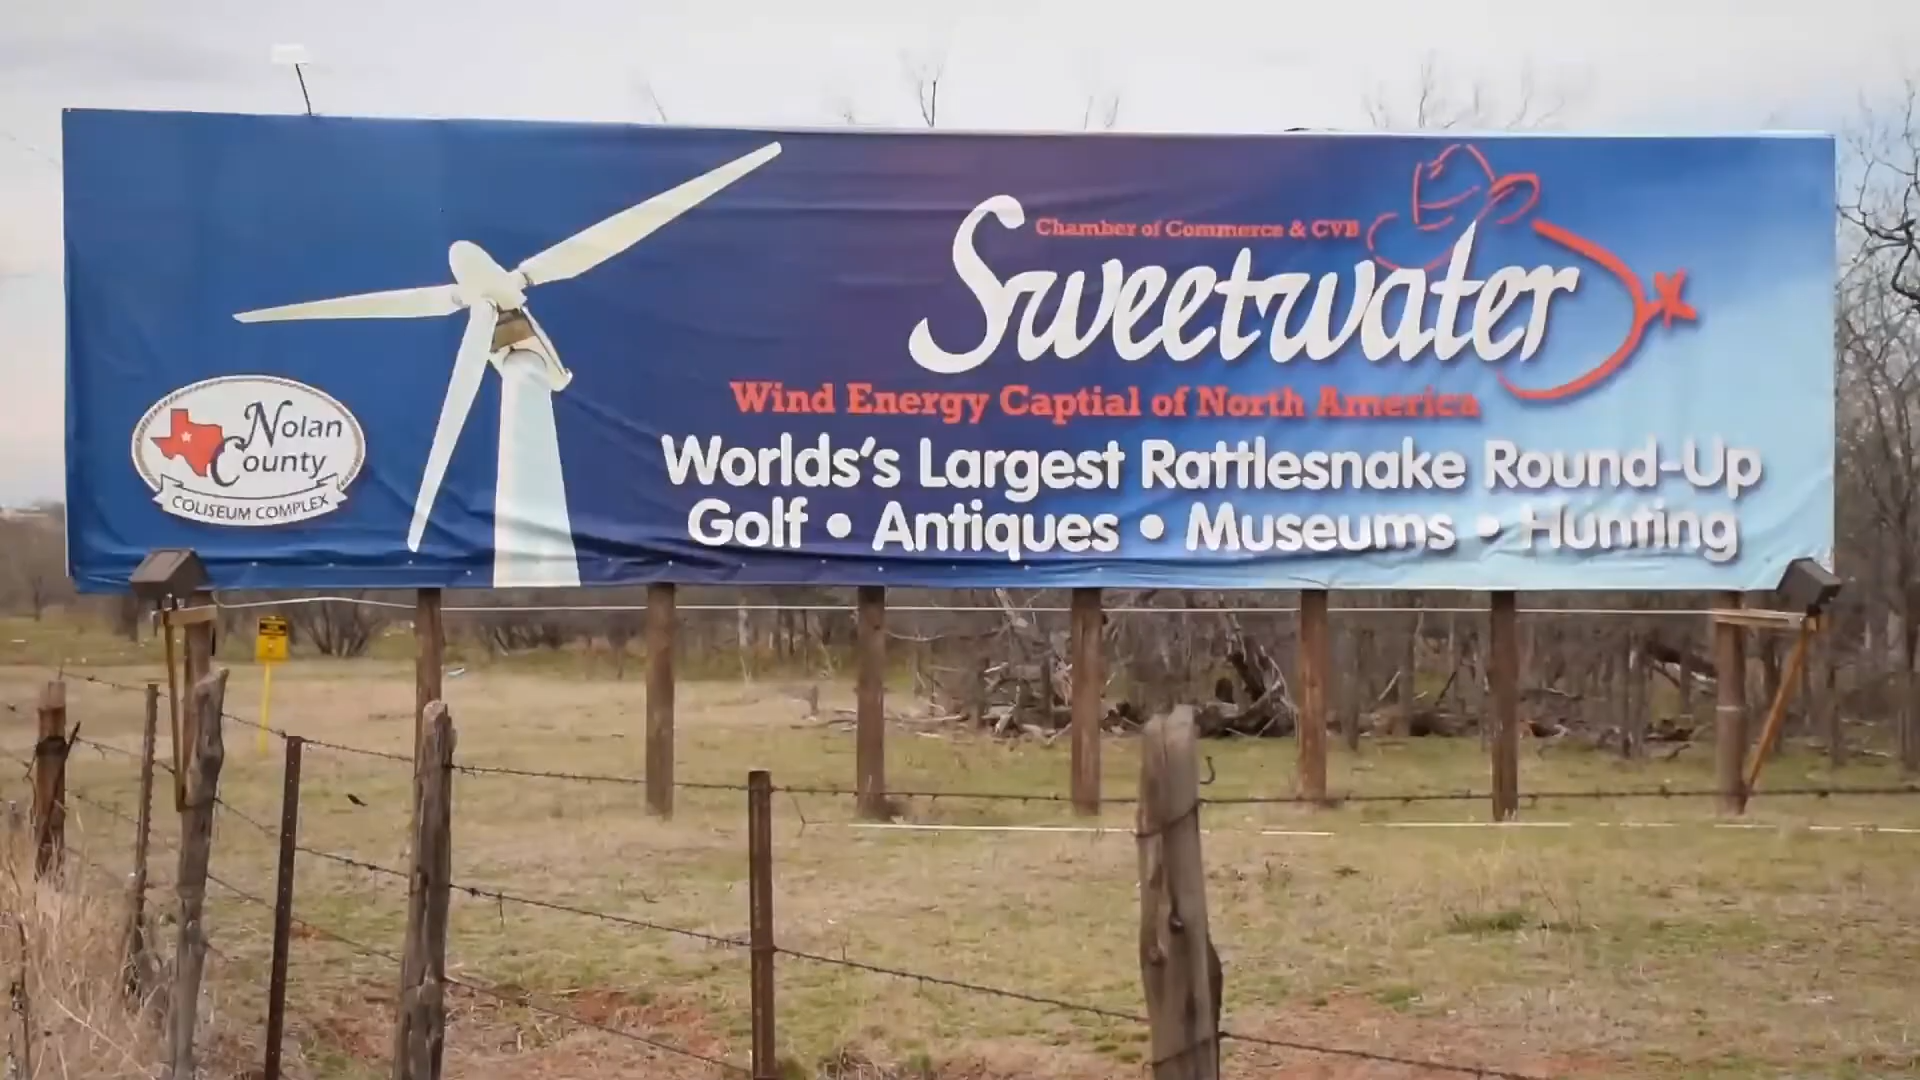 Chamber of Commerce & CVB
Sweetwater
Wind Energy Captial of North America
Worlds's Largest Rattlesnake Round-Up
Golf • Antiques • Museums • Hunting
Nolan
County
COLISEUM COMPLEX